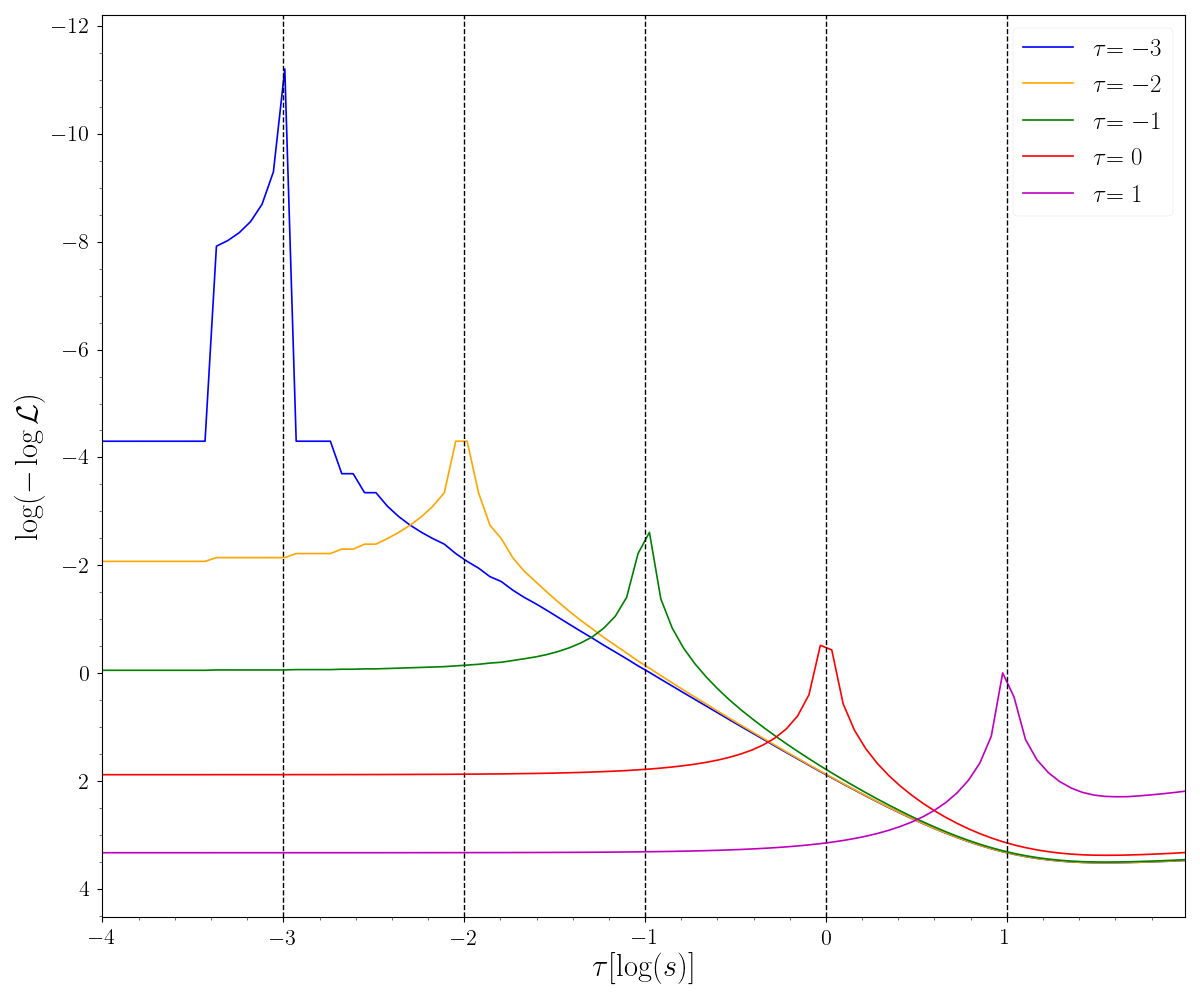 −12
−10
−8
−6
−4
−2
0
2
4
log(− log ℒ)
τ = −3
τ = −2
τ = −1
τ = 0
τ = 1
−4 −3 −2 −1 0 1
τ[log(s)]